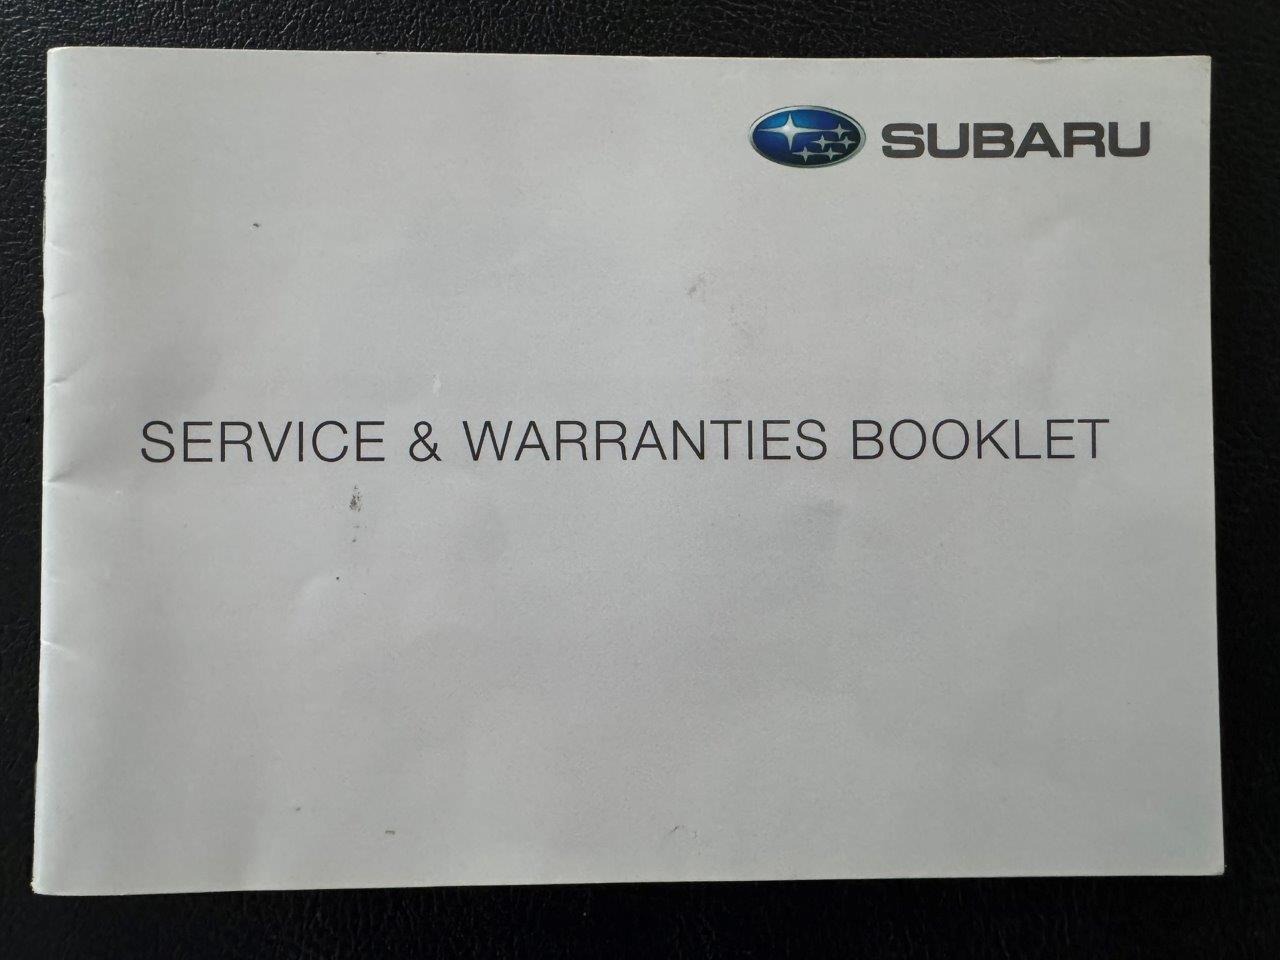 SUBARU
SERVICE & WARRANTIES BOOKLET